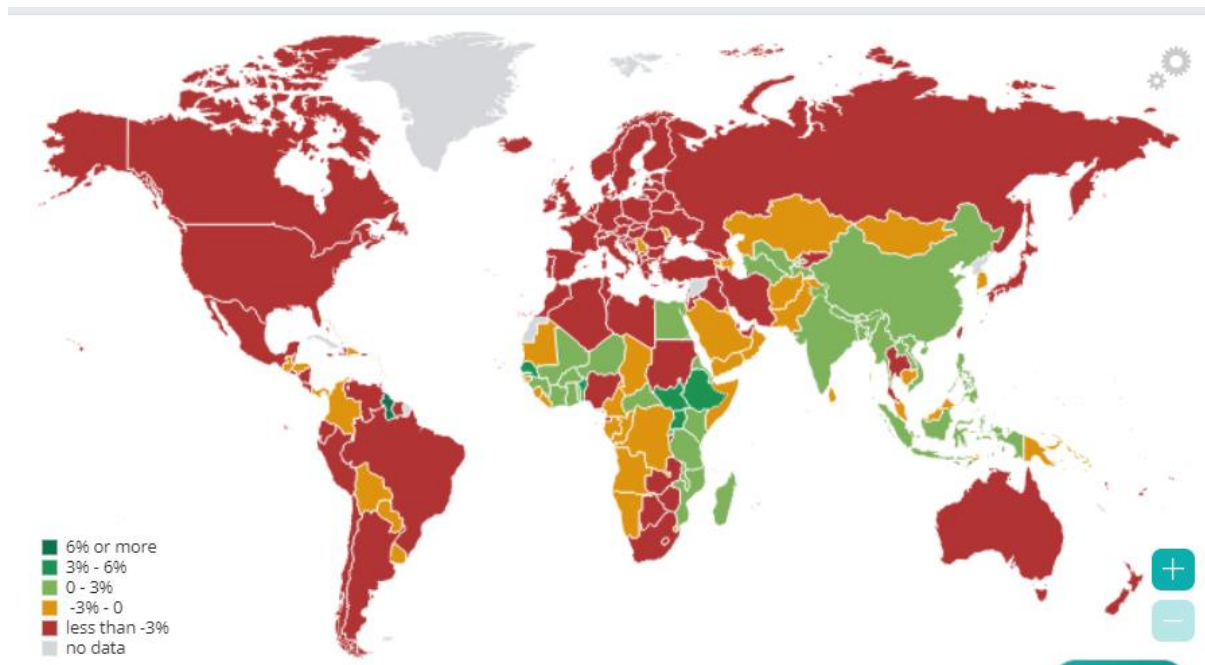 6% or more
3% - 6%
0 - 3%
-3% - 0
less than -3%
no data